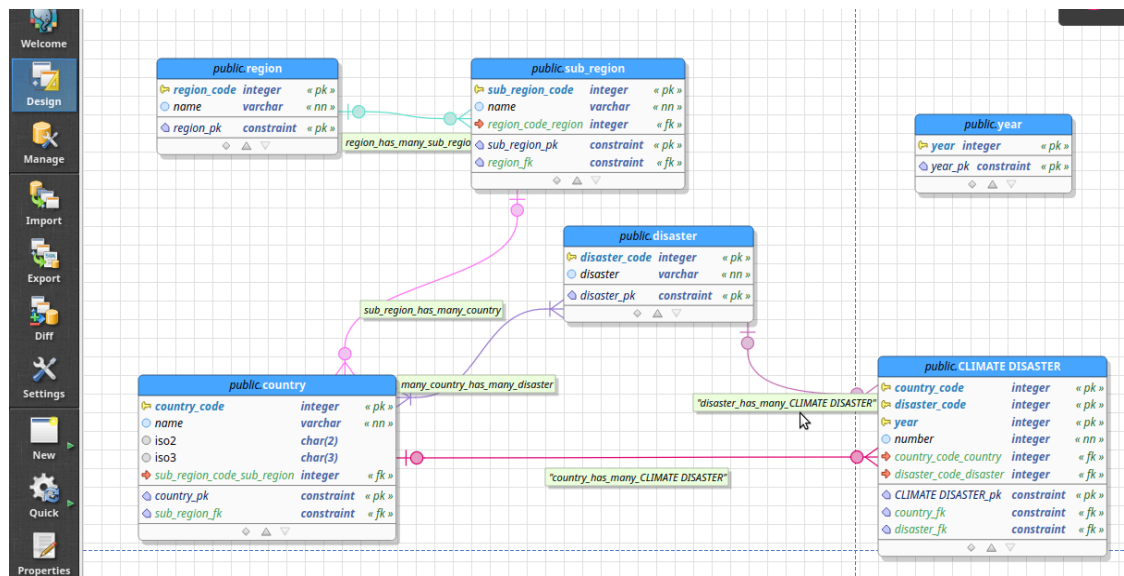 Welcome
Design
Manage
Import
Export
Diff
Settings
New
Quick
Properties
public.region
region_code integer « pk »
name varchar « nn »
region_pk constraint « pk »
region_has_many_sub_regio
public.sub_region
sub_region_code integer « pk »
name varchar « nn »
region_code_region integer « fk »
sub_region_pk constraint « pk »
region_fk constraint « fk »
public.year
year integer « pk »
year_pk constraint « pk »
public.disaster
disaster_code integer « pk »
disaster varchar « nn »
disaster_pk constraint « pk »
sub_region_has_many_country
many_country_has_many_disaster
"disaster_has_many_CLIMATE DISASTER"
"country_has_many_CLIMATE DISASTER"
public.country
country_code integer « pk »
name varchar « nn »
iso2 char(2)
iso3 char(3)
sub_region_code_sub_region integer « fk »
country_pk constraint « pk »
sub_region_fk constraint « fk »
public.CLIMATE DISASTER
country_code integer « pk »
disaster_code integer « pk »
year integer « pk »
number integer « nn »
country_code_country integer « fk »
disaster_code_disaster integer « fk »
CLIMATE DISASTER_pk constraint « pk »
country_fk constraint « fk »
disaster_fk constraint « fk »